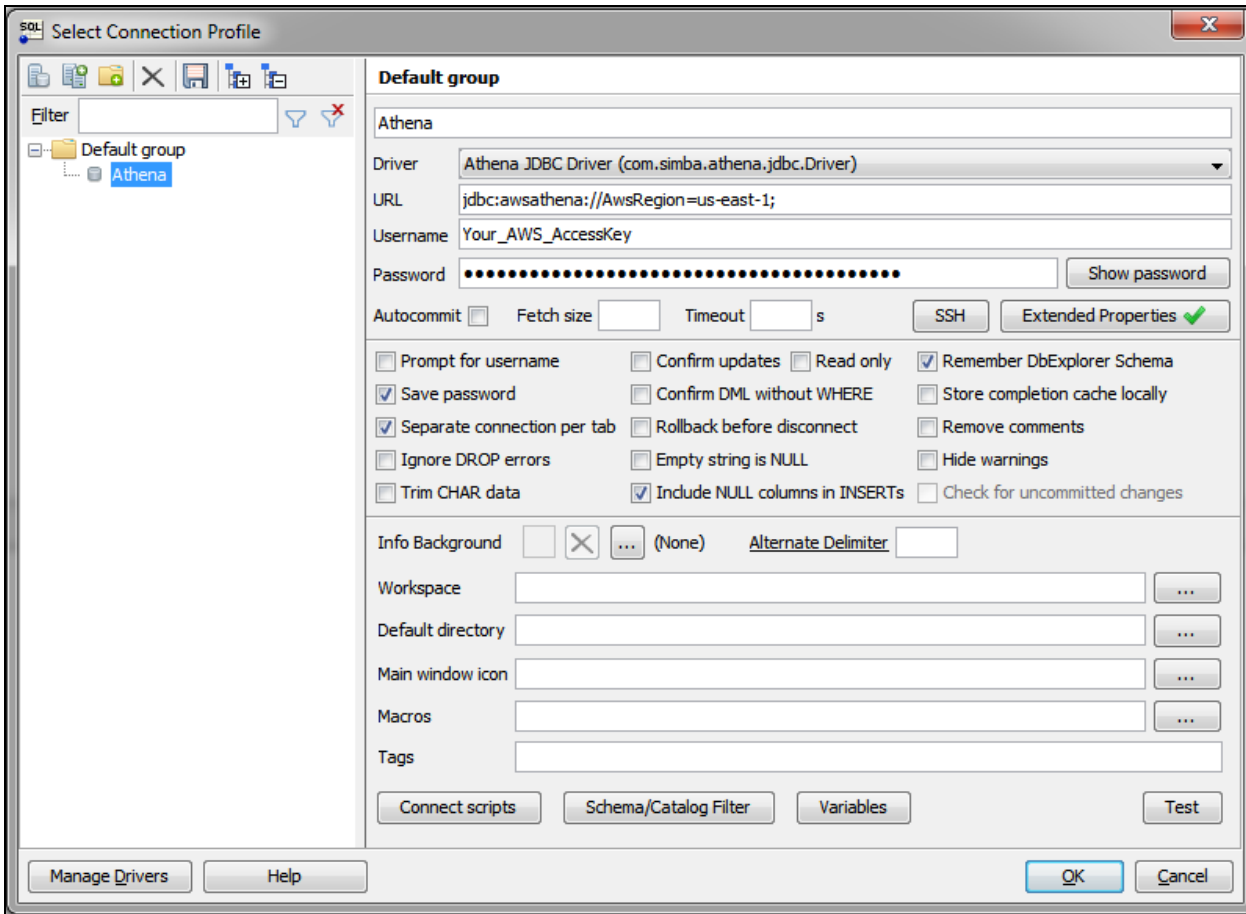 SQL
Select Connection Profile
X
Filter
Default group
Athena
Default group
Athena
Driver Athena JDBC Driver (com.simba.athena.jdbc.Driver)
URL jdbc:awsathena://AwsRegion=us-east-1;
Username Your_AWS_AccessKey
Password ●●●●●●●●●●●●●●●●●●●●●●●●●●●●●●●●●●●●●●●● Show password
Autocommit Fetch size Timeout s SSH Extended Properties
Prompt for username Confirm updates Read only Remember DbExplorer Schema
Save password Confirm DML without WHERE Store completion cache locally
Separate connection per tab Rollback before disconnect Remove comments
Ignore DROP errors Empty string is NULL Hide warnings
Trim CHAR data Include NULL columns in INSERTs Check for uncommitted changes
Info Background ... (None) Alternate Delimiter
Workspace ...
Default directory ...
Main window icon ...
Macros ...
Tags
Connect scripts Schema/Catalog Filter Variables Test
Manage Drivers Help OK Cancel